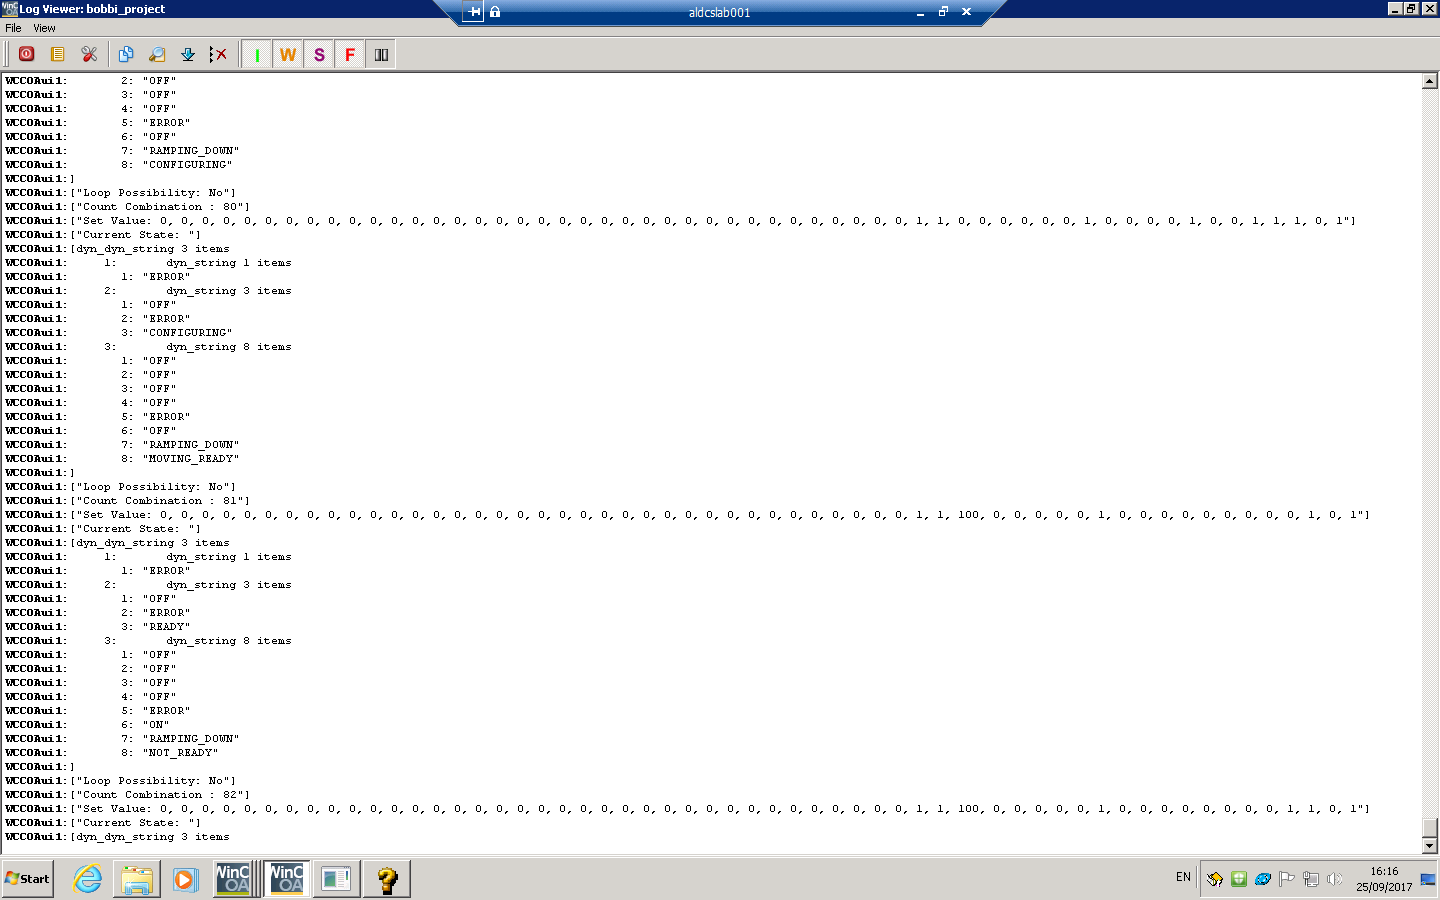 Log Viewer: bobbi_project
aldcslab001
File View
I W S F
WCCOAui1: 2: "OFF"
WCCOAui1: 3: "OFF"
WCCOAui1: 4: "OFF"
WCCOAui1: 5: "ERROR"
WCCOAui1: 6: "OFF"
WCCOAui1: 7: "RAMPING_DOWN"
WCCOAui1: 8: "CONFIGURING"
WCCOAui1:]
WCCOAui1:["Loop Possibility: No"]
WCCOAui1:["Count Combination : 80"]
WCCOAui1:["Set Value: 0, 0, 0, 0, 0, 0, 0, 0, 0, 0, 0, 0, 0, 0, 0, 0, 0, 0, 0, 0, 0, 0, 0, 0, 0, 0, 0, 0, 0, 0, 0, 0, 0, 0, 0, 0, 1, 1, 0, 0, 0, 0, 0, 0, 1, 0, 0, 0, 0, 1, 0, 0, 1, 1, 1, 0, 1"]
WCCOAui1:["Current State: "]
WCCOAui1:[dyn_dyn_string 3 items
WCCOAui1: 1: dyn_string 1 items
WCCOAui1: 1: "ERROR"
WCCOAui1: 2: dyn_string 3 items
WCCOAui1: 1: "OFF"
WCCOAui1: 2: "ERROR"
WCCOAui1: 3: "CONFIGURING"
WCCOAui1: 3: dyn_string 8 items
WCCOAui1: 1: "OFF"
WCCOAui1: 2: "OFF"
WCCOAui1: 3: "OFF"
WCCOAui1: 4: "OFF"
WCCOAui1: 5: "ERROR"
WCCOAui1: 6: "OFF"
WCCOAui1: 7: "RAMPING_DOWN"
WCCOAui1: 8: "MOVING_READY"
WCCOAui1:]
WCCOAui1:["Loop Possibility: No"]
WCCOAui1:["Count Combination : 81"]
WCCOAui1:["Set Value: 0, 0, 0, 0, 0, 0, 0, 0, 0, 0, 0, 0, 0, 0, 0, 0, 0, 0, 0, 0, 0, 0, 0, 0, 0, 0, 0, 0, 0, 0, 0, 0, 0, 0, 0, 0, 1, 1, 100, 0, 0, 0, 0, 0, 1, 0, 0, 0, 0, 0, 0, 0, 0, 0, 1, 0, 1"]
WCCOAui1:["Current State: "]
WCCOAui1:[dyn_dyn_string 3 items
WCCOAui1: 1: dyn_string 1 items
WCCOAui1: 1: "ERROR"
WCCOAui1: 2: dyn_string 3 items
WCCOAui1: 1: "OFF"
WCCOAui1: 2: "ERROR"
WCCOAui1: 3: "READY"
WCCOAui1: 3: dyn_string 8 items
WCCOAui1: 1: "OFF"
WCCOAui1: 2: "OFF"
WCCOAui1: 3: "OFF"
WCCOAui1: 4: "OFF"
WCCOAui1: 5: "ERROR"
WCCOAui1: 6: "ON"
WCCOAui1: 7: "RAMPING_DOWN"
WCCOAui1: 8: "NOT_READY"
WCCOAui1:]
WCCOAui1:["Loop Possibility: No"]
WCCOAui1:["Count Combination : 82"]
WCCOAui1:["Set Value: 0, 0, 0, 0, 0, 0, 0, 0, 0, 0, 0, 0, 0, 0, 0, 0, 0, 0, 0, 0, 0, 0, 0, 0, 0, 0, 0, 0, 0, 0, 0, 0, 0, 0, 0, 0, 1, 1, 100, 0, 0, 0, 0, 0, 1, 0, 0, 0, 0, 0, 0, 0, 0, 1, 1, 0, 1"]
WCCOAui1:["Current State: "]
WCCOAui1:[dyn_dyn_string 3 items
Start
WinC OA
WinC OA
EN
16:16
25/09/2017